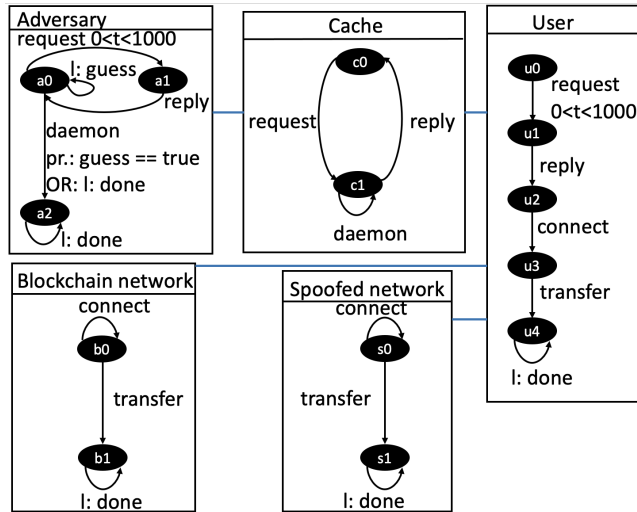 Adversary
request 0<t<1000
l: guess
a0
a1
reply
daemon
pr.: guess == true
OR: l: done
a2
l: done
Cache
c0
request
reply
c1
daemon
User
u0
request
0<t<1000
u1
reply
u2
connect
u3
transfer
u4
l: done
Blockchain network
connect
b0
transfer
b1
l: done
Spoofed network
connect
s0
transfer
s1
l: done